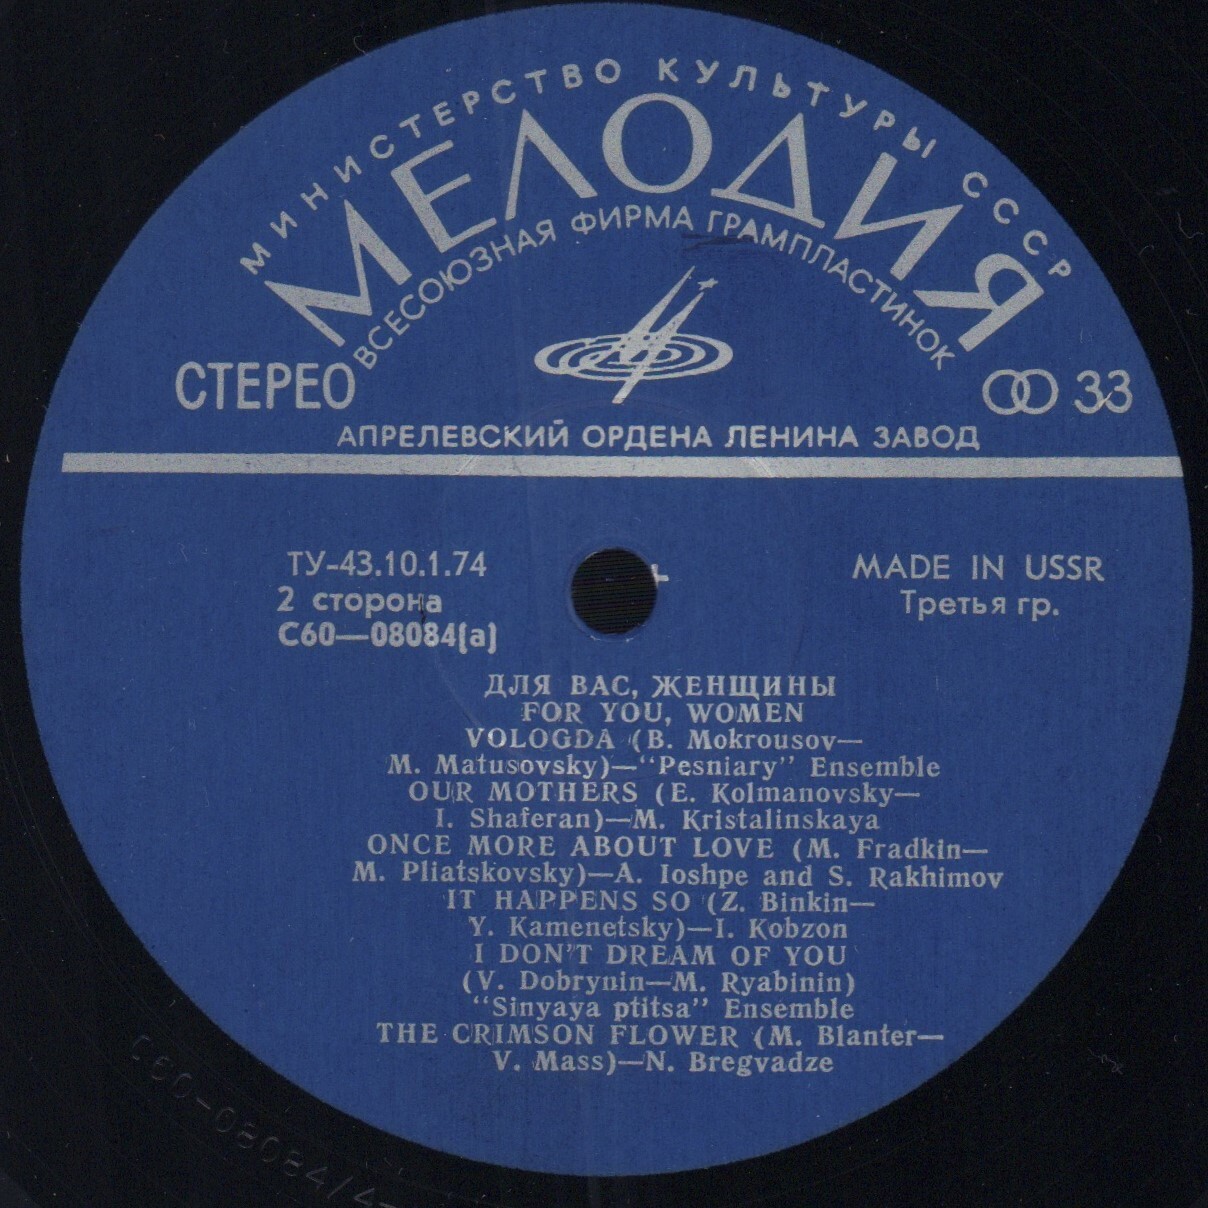 МИНИСТЕРСТВО КУЛЬТУРЫ СССР
МЕЛОДИЯ
ВСЕСОЮЗНАЯ ФИРМА ГРАМПЛАСТИНОК
СТЕРЕО
33
АПРЕЛЕВСКИЙ ОРДЕНА ЛЕНИНА ЗАВОД
ТУ-43.10.1.74
2 сторона
С60—08084(а)
MADE IN USSR
Третья гр.
ДЛЯ ВАС, ЖЕНЩИНЫ
FOR YOU, WOMEN
VOLOGDA (B. Mokrousov—
M. Matusovsky)—“Pesniary” Ensemble
OUR MOTHERS (E. Kolmanovsky—
I. Shaferan)—M. Kristalinskaya
ONCE MORE ABOUT LOVE (M. Fradkin—
M. Pliatskovsky)—A. Ioshpe and S. Rakhimov
IT HAPPENS SO (Z. Binkin—
Y. Kamenetsky)—I. Kobzon
I DON'T DREAM OF YOU
(V. Dobrynin—M. Ryabinin)
“Sinyaya ptitsa” Ensemble
THE CRIMSON FLOWER (M. Blanter—
V. Mass)—N. Bregvadze
С60-08084/4-